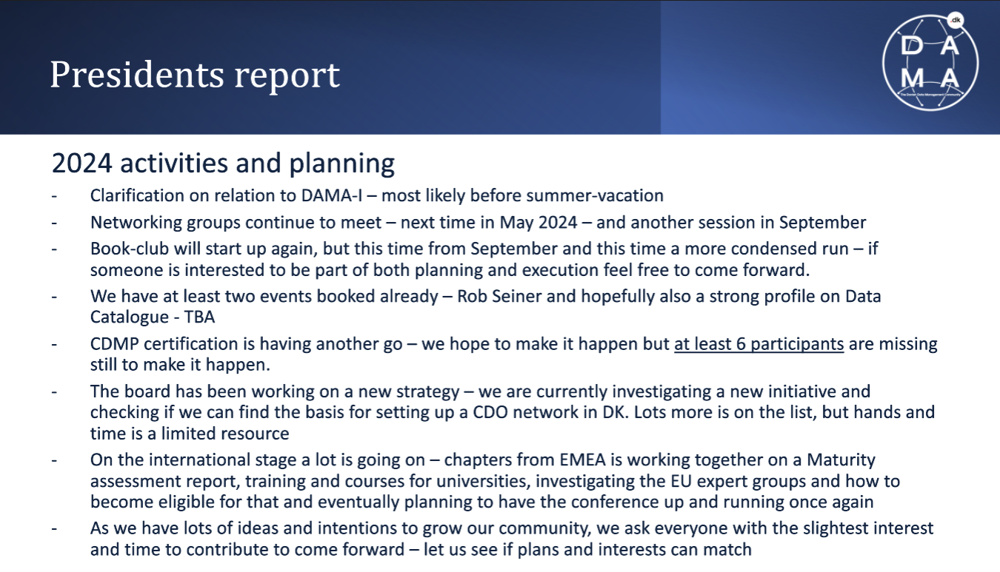 Presidents report
.dk
D A
M A
The Danish Data Management Community
2024 activities and planning
- Clarification on relation to DAMA-I – most likely before summer-vacation
- Networking groups continue to meet – next time in May 2024 – and another session in September
- Book-club will start up again, but this time from September and this time a more condensed run – if
someone is interested to be part of both planning and execution feel free to come forward.
- We have at least two events booked already – Rob Seiner and hopefully also a strong profile on Data
Catalogue - TBA
- CDMP certification is having another go – we hope to make it happen but at least 6 participants are missing
still to make it happen.
- The board has been working on a new strategy – we are currently investigating a new initiative and
checking if we can find the basis for setting up a CDO network in DK. Lots more is on the list, but hands and
time is a limited resource
- On the international stage a lot is going on – chapters from EMEA is working together on a Maturity
assessment report, training and courses for universities, investigating the EU expert groups and how to
become eligible for that and eventually planning to have the conference up and running once again
- As we have lots of ideas and intentions to grow our community, we ask everyone with the slightest interest
and time to contribute to come forward – let us see if plans and interests can match